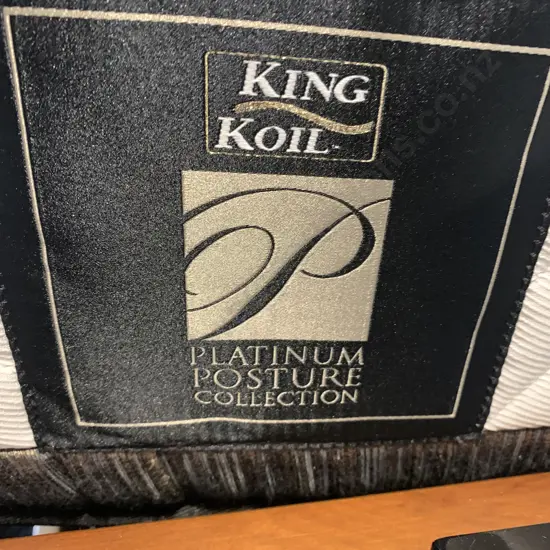 KING
KOIL
P
PLATINUM
POSTURE
COLLECTION